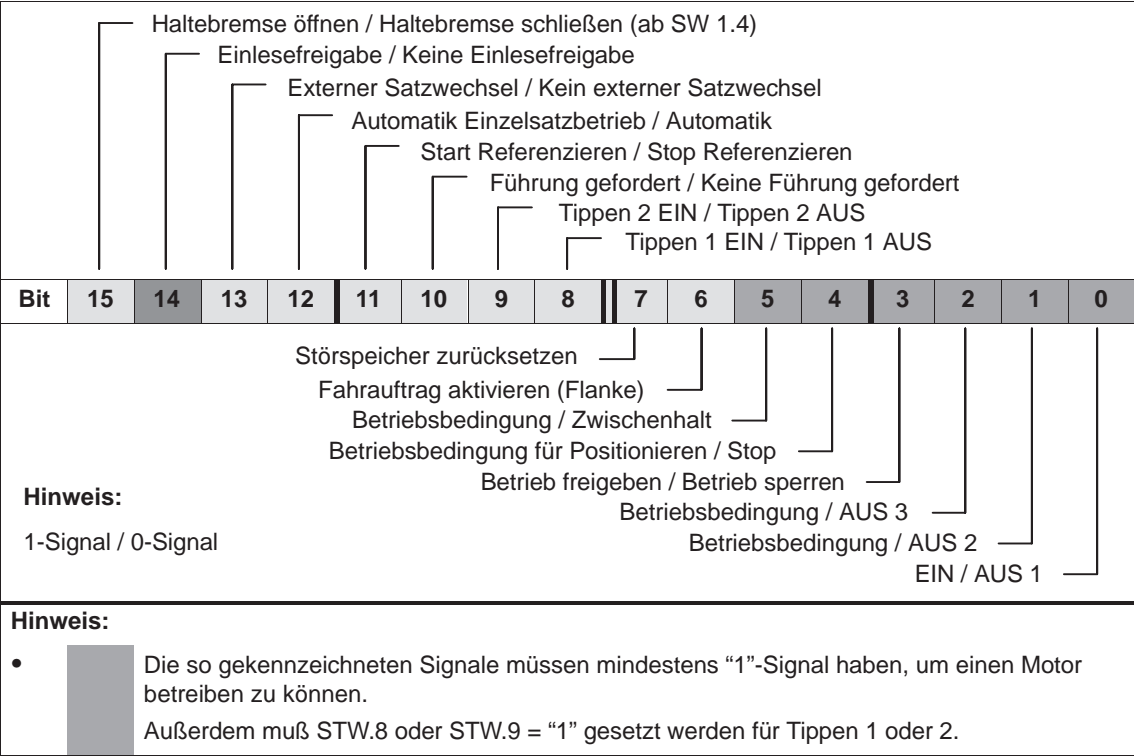 Haltebremse öffnen / Haltebremse schließen (ab SW 1.4)
Einlesefreigabe / Keine Einlesefreigabe
Externer Satzwechsel / Kein externer Satzwechsel
Automatik Einzelsatzbetrieb / Automatik
Start Referenzieren / Stop Referenzieren
Führung gefordert / Keine Führung gefordert
Tippen 2 EIN / Tippen 2 AUS
Tippen 1 EIN / Tippen 1 AUS
Bit 15 14 13 12 11 10 9 8 7 6 5 4 3 2 1 0
Störspeicher zurücksetzen
Fahrauftrag aktivieren (Flanke)
Betriebsbedingung / Zwischenhalt
Betriebsbedingung für Positionieren / Stop
Betrieb freigeben / Betrieb sperren
Betriebsbedingung / AUS 3
Betriebsbedingung / AUS 2
EIN / AUS 1
Hinweis:
1-Signal / 0-Signal
Hinweis:
• Die so gekennzeichneten Signale müssen mindestens “1”-Signal haben, um einen Motor
betreiben zu können.
Außerdem muß STW.8 oder STW.9 = “1” gesetzt werden für Tippen 1 oder 2.